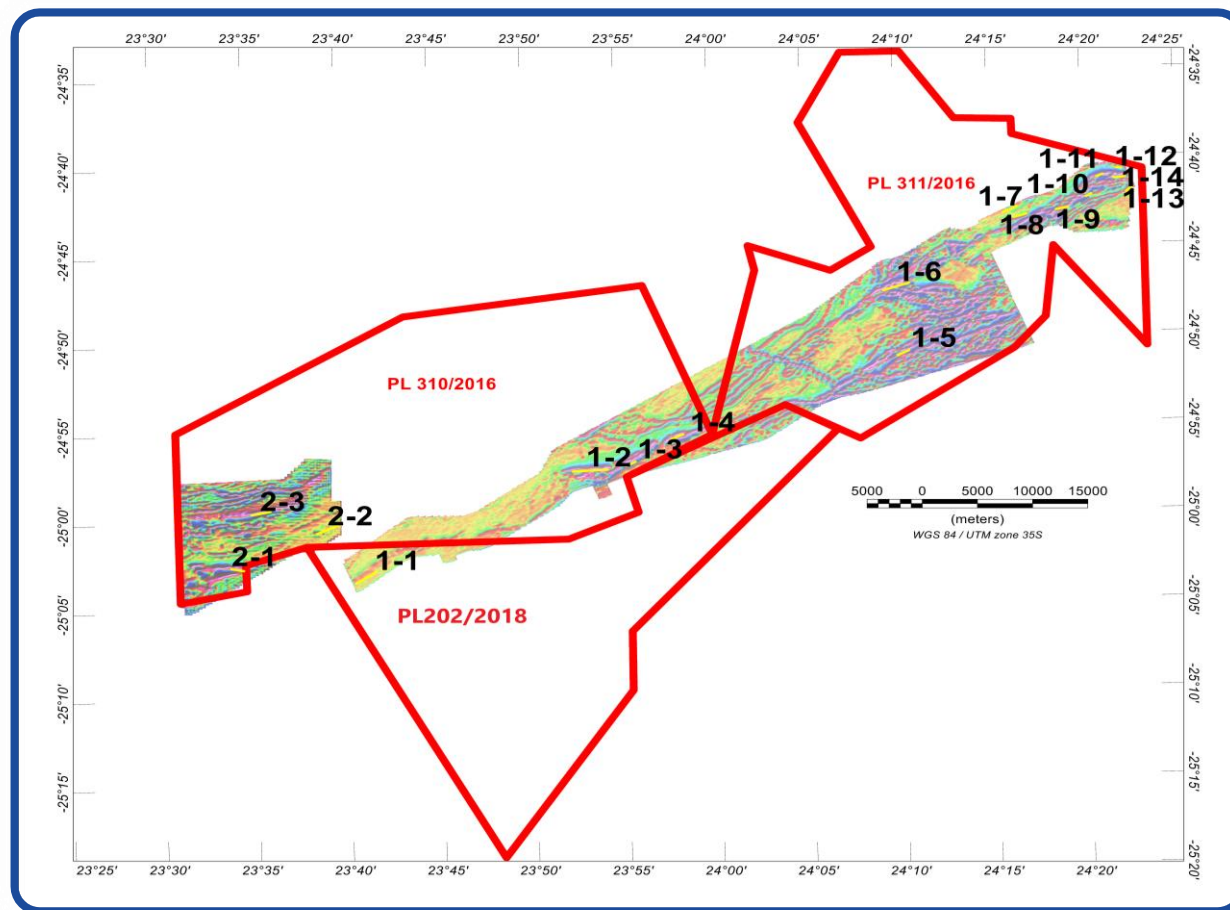 23°30' 23°35' 23°40' 23°45' 23°50' 23°55' 24°00' 24°05' 24°10' 24°15' 24°20' 24°25'
-24°35' -24°35'
-24°40' 1-11 1-12 -24°40'
PL 311/2016 1-10 1-14
1-7 1-13
1-8 1-9
-24°45' -24°45'
1-6
-24°50' 1-5 -24°50'
PL 310/2016
-24°55' 1-4 -24°55'
1-2 1-3
2-3
5000 0 5000 10000 15000
(meters)
WGS 84 / UTM zone 35S
-25°00' 2-2 -25°00'
2-1 1-1
-25°05' PL202/2018 -25°05'
-25°10' -25°10'
-25°15' -25°15'
-25°20'
23°25' 23°30' 23°35' 23°40' 23°45' 23°50' 23°55' 24°00' 24°05' 24°10' 24°15' 24°20'